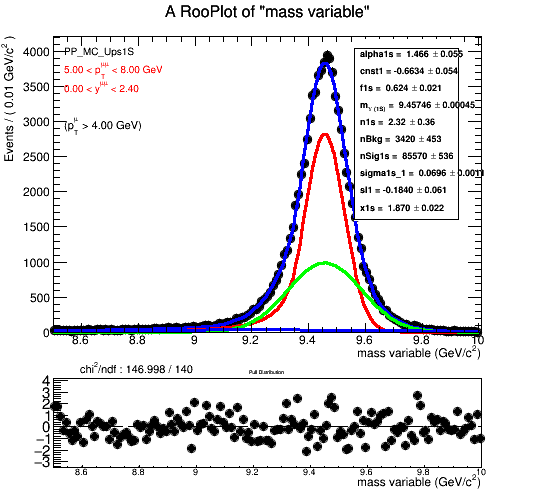 A RooPlot of "mass variable"
Events / ( 0.01 GeV/c² )
4000
3500
3000
2500
2000
1500
1000
500
0
PP_MC_Ups1S
5.00 < p_T^μμ < 8.00 GeV
0.00 < y^μμ < 2.40
(p_T^μ > 4.00 GeV)
alpha1s = 1.466 ± 0.055
cnst1 = -0.6634 ± 0.054
f1s = 0.624 ± 0.021
m_Υ (1S) = 9.45746 ± 0.00045
n1s = 2.32 ± 0.36
nBkg = 3420 ± 453
nSig1s = 85570 ± 536
sigma1s_1 = 0.0696 ± 0.0011
sl1 = -0.1840 ± 0.061
x1s = 1.870 ± 0.022
8.6 8.8 9 9.2 9.4 9.6 9.8 10
mass variable (GeV/c²)
chi²/ndf : 146.998 / 140
Pull Distribution
4
3
2
1
0
−1
−2
−3
8.6 8.8 9 9.2 9.4 9.6 9.8 10
mass variable (GeV/c²)